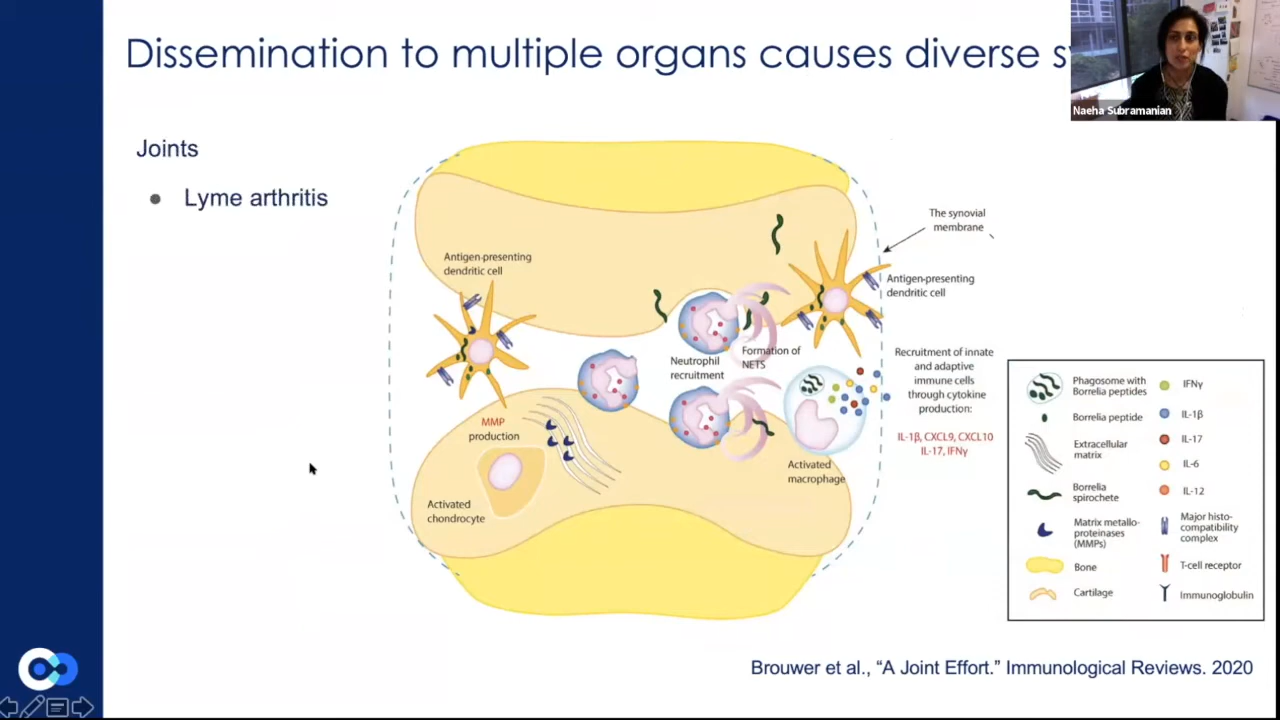 Dissemination to multiple organs causes diverse
Naeha Subramanian
Joints
Lyme arthritis
The synovial
membrane
Antigen-presenting
dendritic cell
Antigen-presenting
dendritic cell
Neutrophil
recruitment
Formation of
NETS
Recruitment of innate
and adaptive
immune cells
through cytokine
production:
IL-1β, CXCL9, CXCL10
IL-17, IFNγ
MMP
production
Activated
macrophage
Activated
chondrocyte
Phagosome with
Borrelia peptides
Borrelia peptide
Extracellular
matrix
Borrelia
spirochete
Matrix metallo-
proteinases
(MMPs)
Bone
Cartilage
IFNγ
IL-1β
IL-17
IL-6
IL-12
Major histo-
compatibility
complex
T-cell receptor
Immunoglobulin
Brouwer et al., “A Joint Effort.” Immunological Reviews. 2020